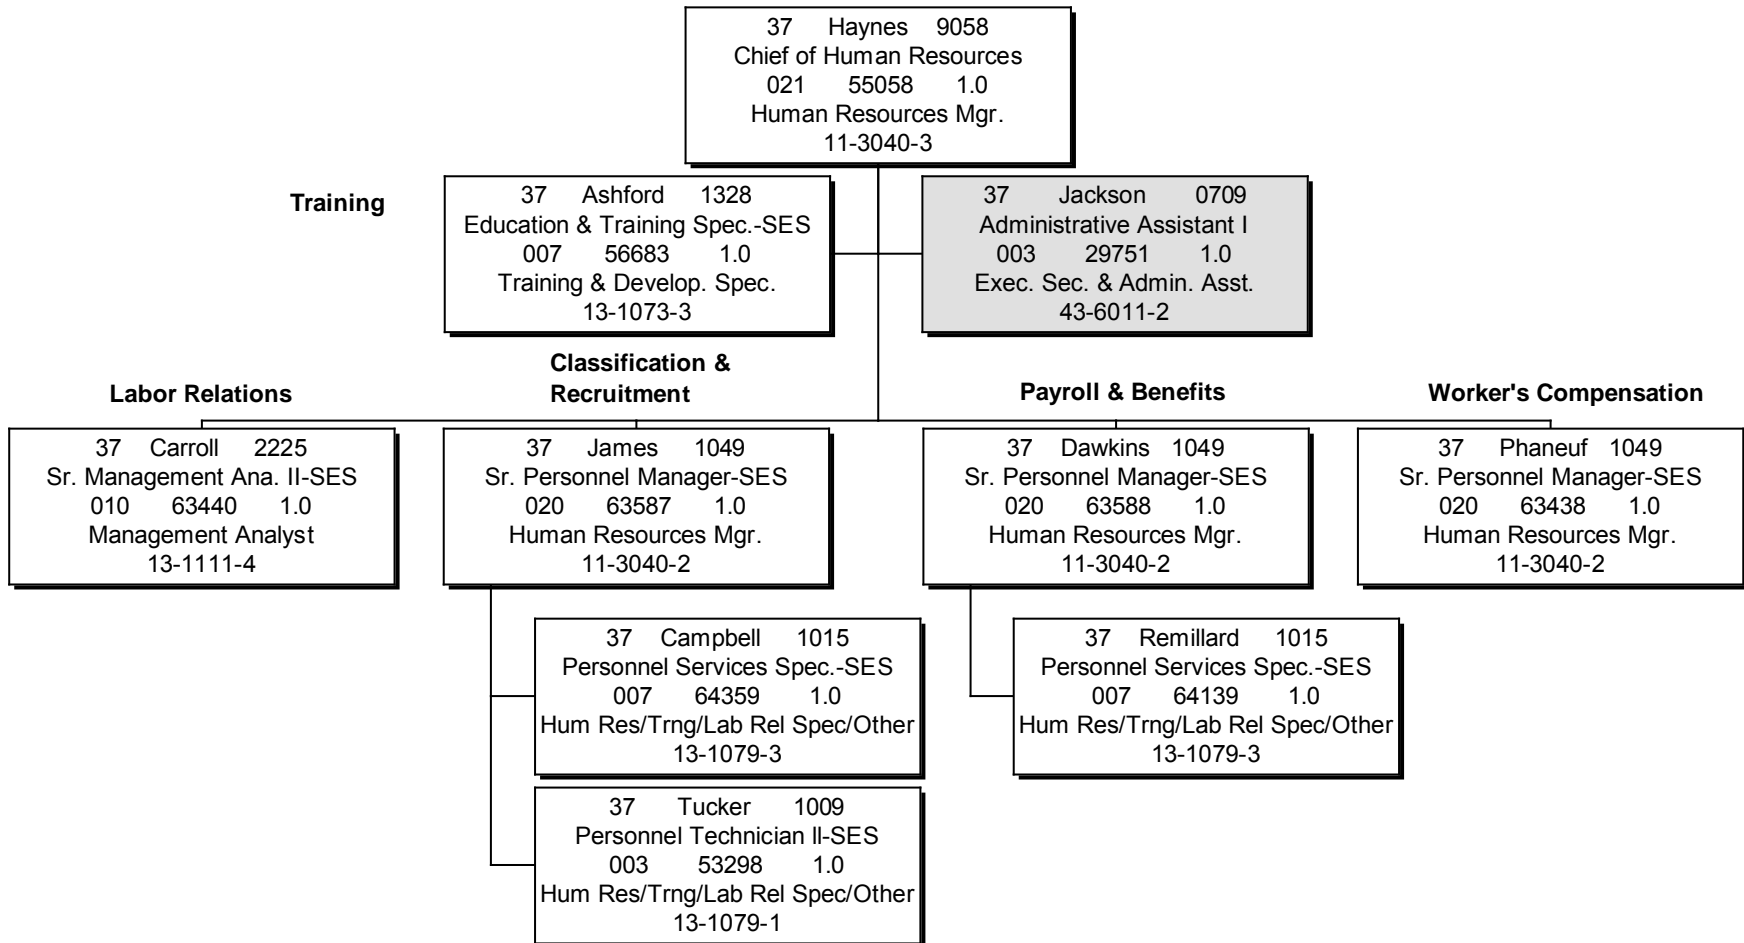 37 Haynes 9058
Chief of Human Resources
021 55058 1.0
Human Resources Mgr.
11-3040-3
Training
37 Ashford 1328
Education & Training Spec.-SES
007 56683 1.0
Training & Develop. Spec.
13-1073-3
37 Jackson 0709
Administrative Assistant I
003 29751 1.0
Exec. Sec. & Admin. Asst.
43-6011-2
Labor Relations
37 Carroll 2225
Sr. Management Ana. II-SES
010 63440 1.0
Management Analyst
13-1111-4
Classification &
Recruitment
37 James 1049
Sr. Personnel Manager-SES
020 63587 1.0
Human Resources Mgr.
11-3040-2
37 Campbell 1015
Personnel Services Spec.-SES
007 64359 1.0
Hum Res/Trng/Lab Rel Spec/Other
13-1079-3
37 Tucker 1009
Personnel Technician II-SES
003 53298 1.0
Hum Res/Trng/Lab Rel Spec/Other
13-1079-1
Payroll & Benefits
37 Dawkins 1049
Sr. Personnel Manager-SES
020 63588 1.0
Human Resources Mgr.
11-3040-2
37 Remillard 1015
Personnel Services Spec.-SES
007 64139 1.0
Hum Res/Trng/Lab Rel Spec/Other
13-1079-3
Worker's Compensation
37 Phaneuf 1049
Sr. Personnel Manager-SES
020 63438 1.0
Human Resources Mgr.
11-3040-2